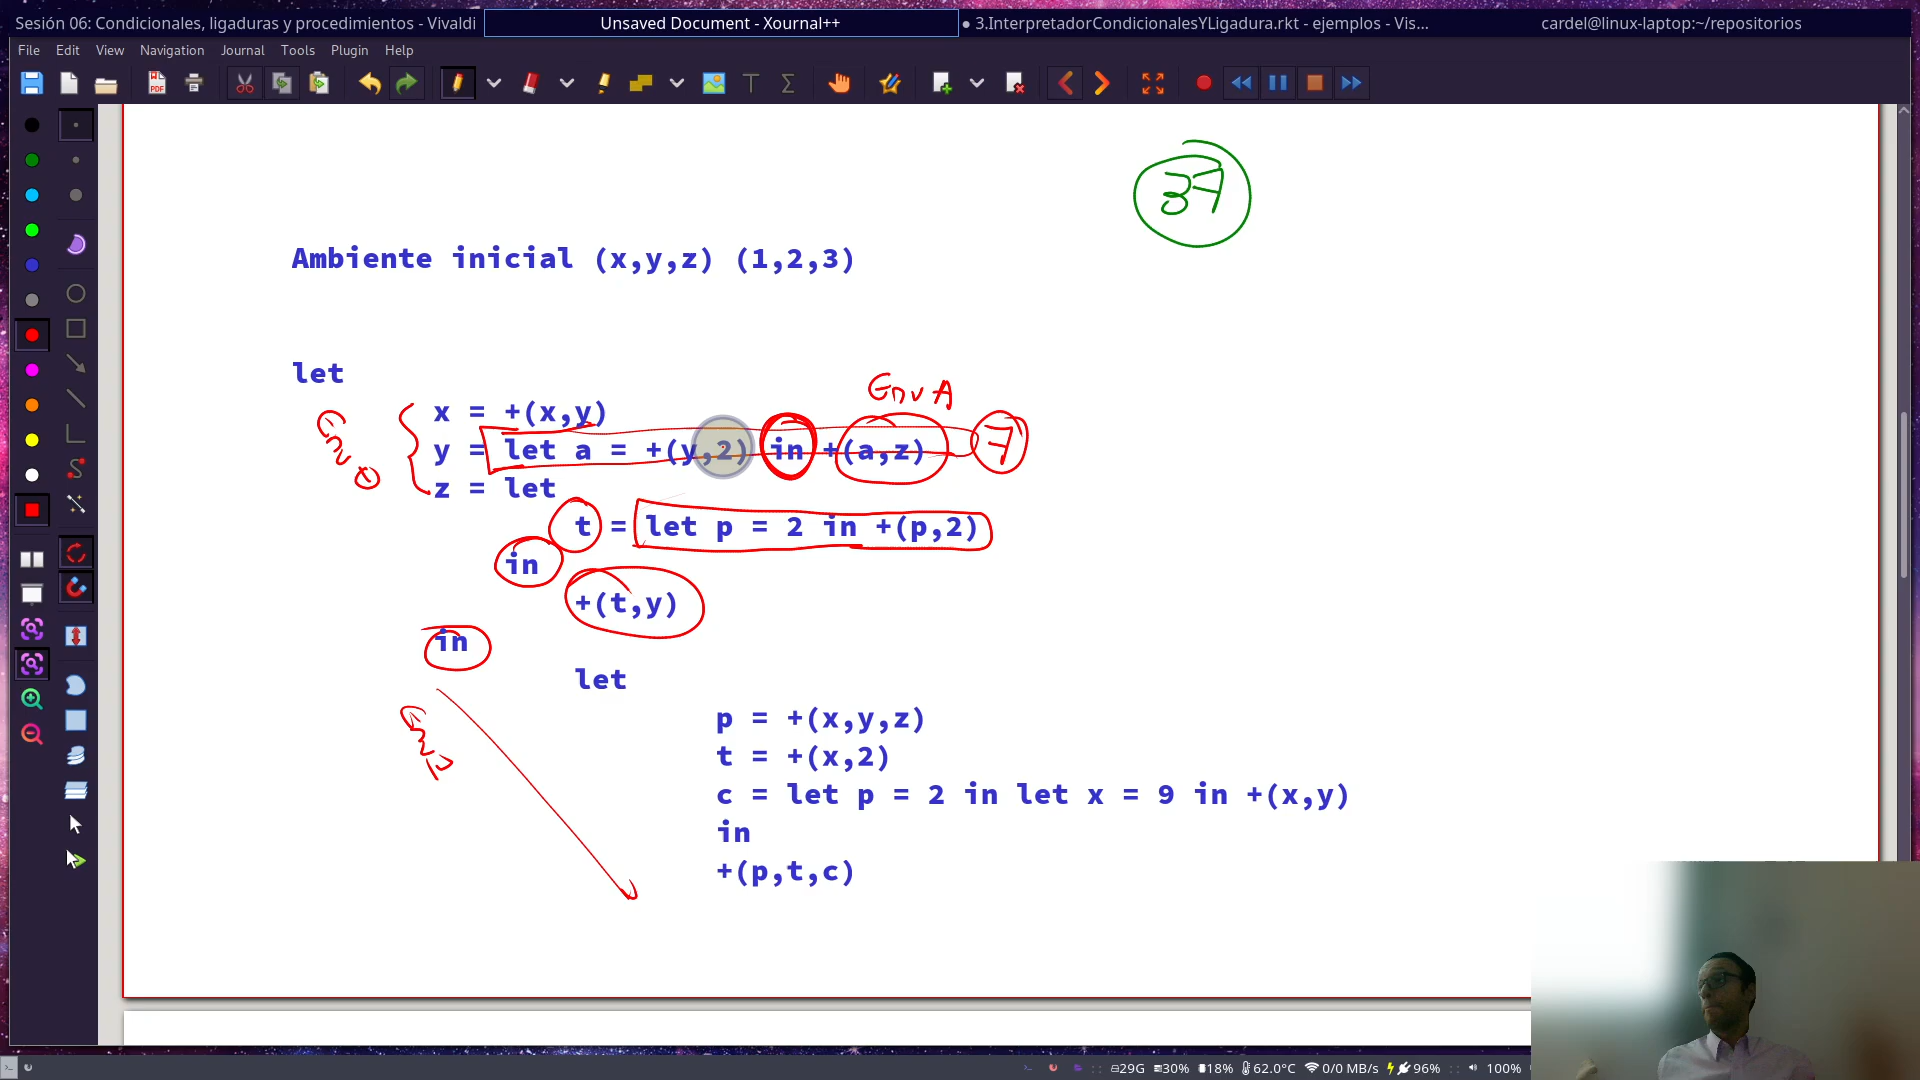 Sesión 06: Condicionales, ligaduras y procedimientos - Vivaldi
Unsaved Document - Xournal++
● 3.InterpretadorCondicionalesYLigadura.rkt - ejemplos - Vis...
cardel@linux-laptop:~/repositorios
File Edit View Navigation Journal Tools Plugin Help
37
Ambiente inicial (x,y,z) (1,2,3)
let
Env A
x = +(x,y)
Env 0
y = let a = +(y,2) in +(a,z)
7
z = let
t = let p = 2 in +(p,2)
in
+(t,y)
in
let
p = +(x,y,z)
t = +(x,2)
c = let p = 2 in let x = 9 in +(x,y)
in
+(p,t,c)
29G 30% 18% 62.0°C 0/0 MB/s 96% 100%